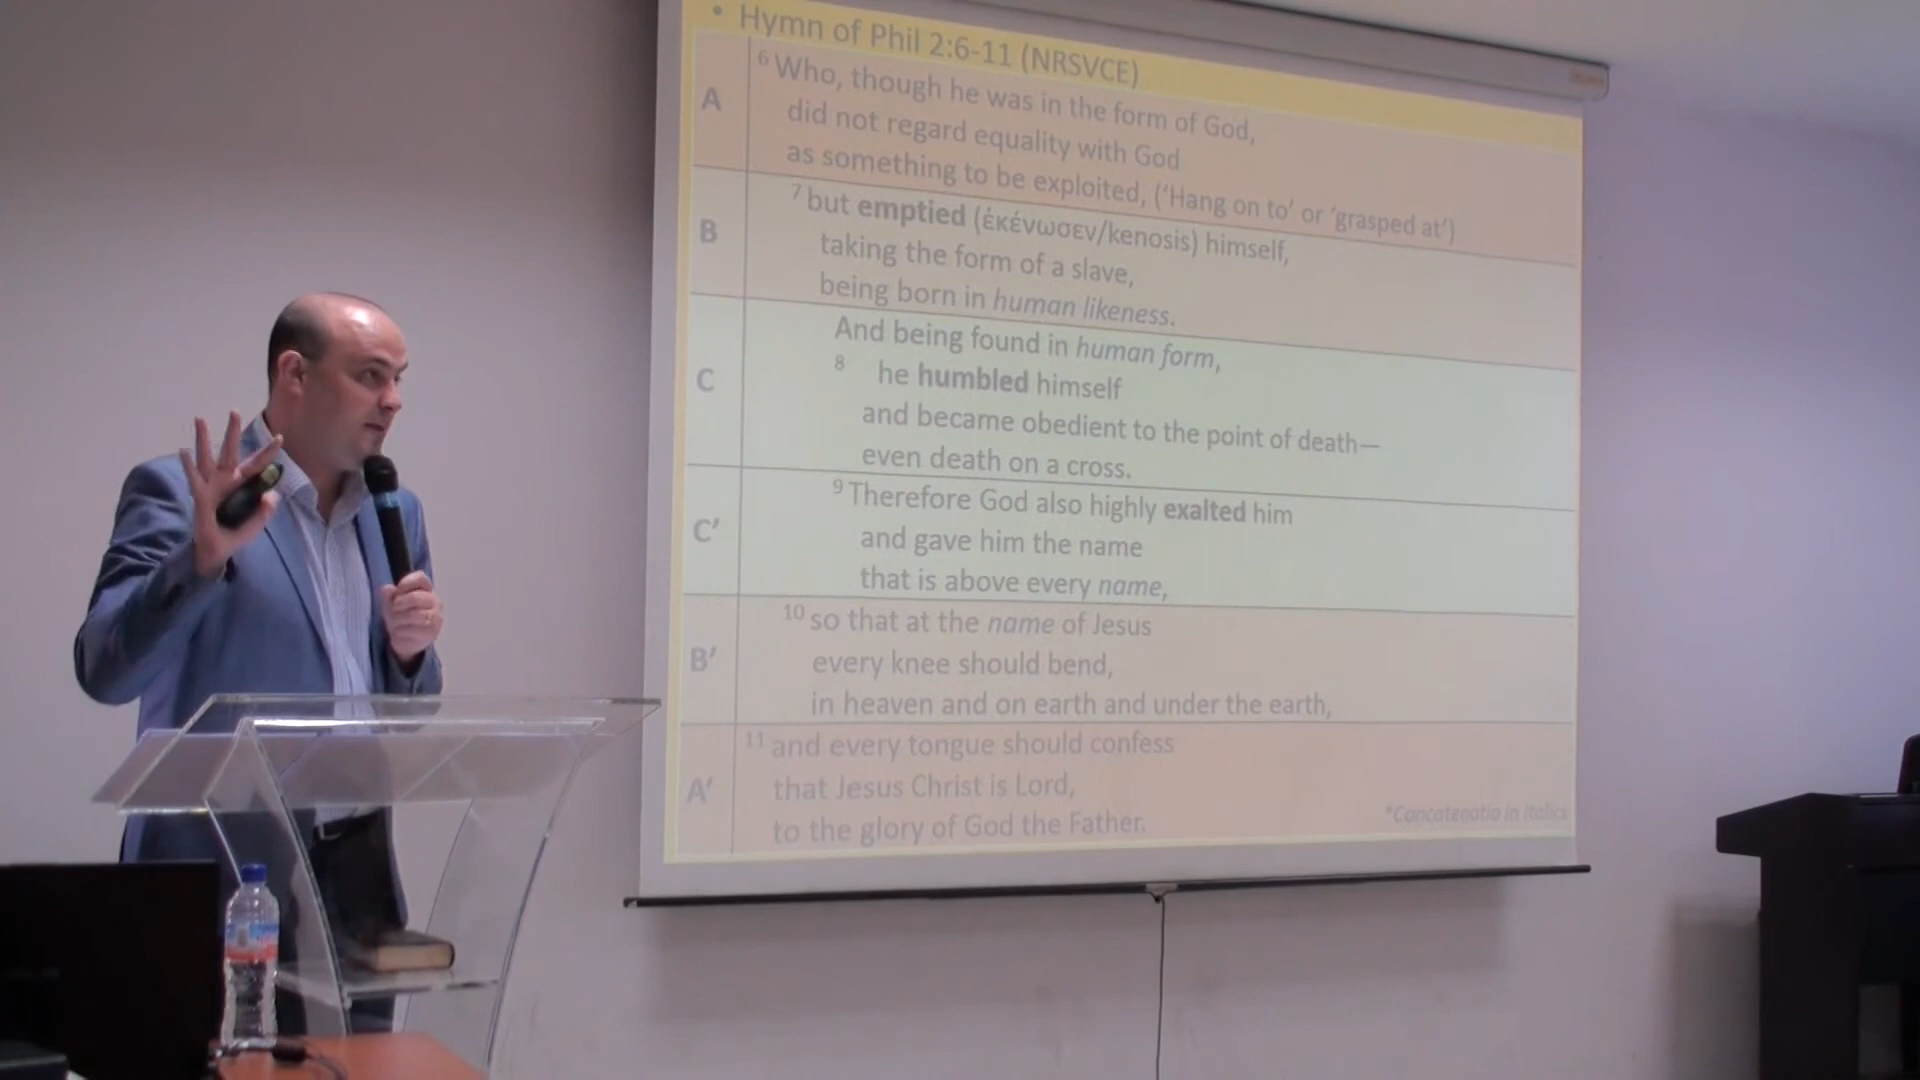 • Hymn of Phil 2:6-11 (NRSVCE)
A
6 Who, though he was in the form of God,
did not regard equality with God
as something to be exploited, ('Hang on to' or 'grasped at')
B
7 but emptied (ἐκένωσεν/kenosis) himself,
taking the form of a slave,
being born in human likeness.
C
And being found in human form,
8 he humbled himself
and became obedient to the point of death—
even death on a cross.
C'
9 Therefore God also highly exalted him
and gave him the name
that is above every name,
B'
10 so that at the name of Jesus
every knee should bend,
in heaven and on earth and under the earth,
A'
11 and every tongue should confess
that Jesus Christ is Lord,
to the glory of God the Father.
*Concatenatio in Italics